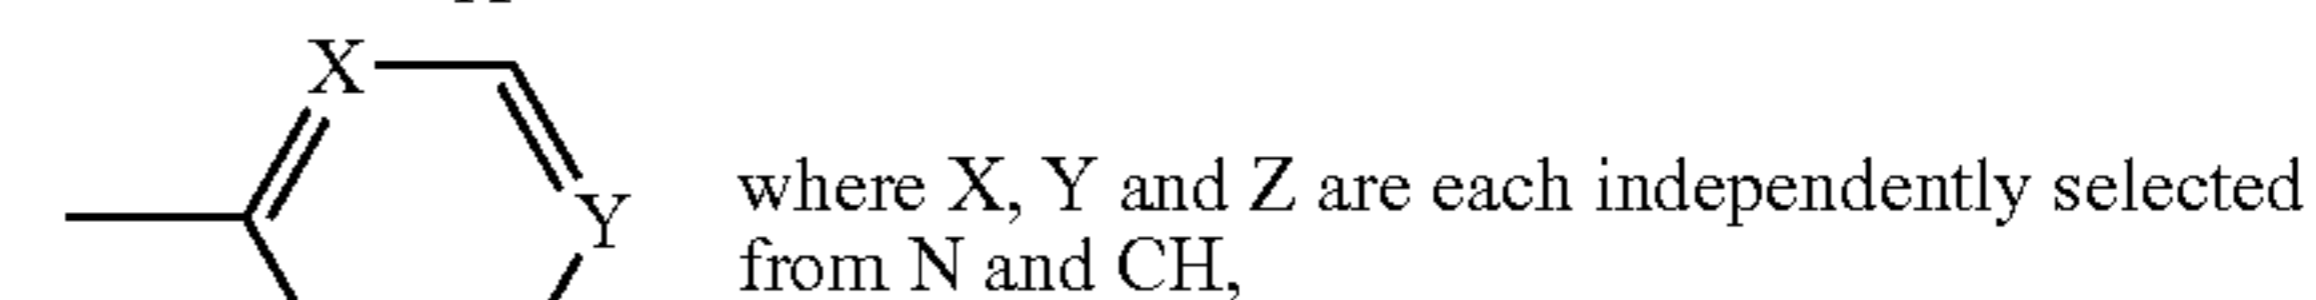 X
Y
where X, Y and Z are each independently selected
from N and CH,